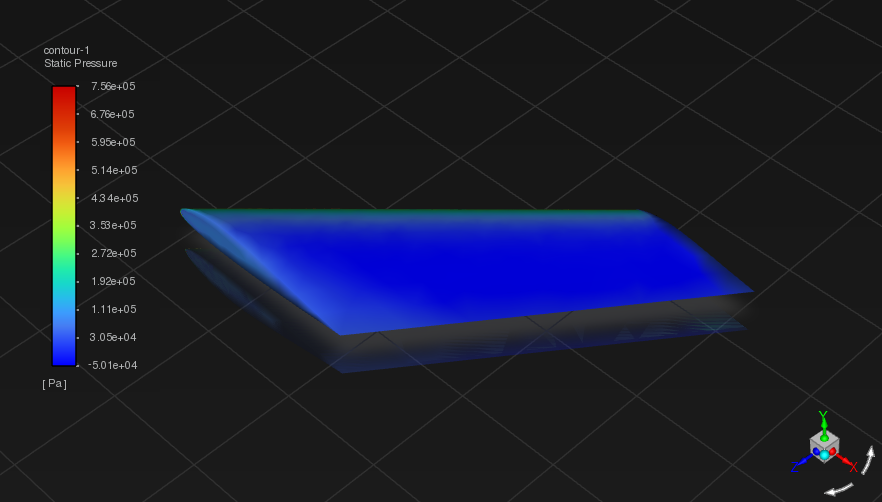 contour-1
Static Pressure
7.56e+05
6.76e+05
5.95e+05
5.14e+05
4.34e+05
3.53e+05
2.72e+05
1.92e+05
1.11e+05
3.05e+04
-5.01e+04
[ Pa ]
Y
Z
X